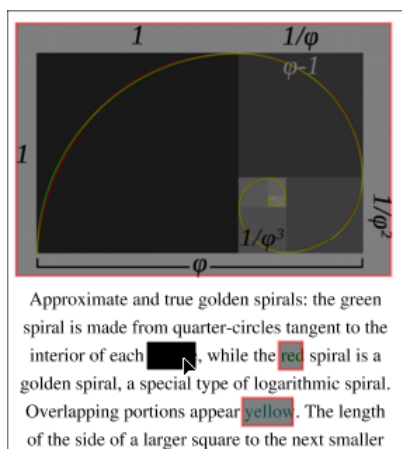 1 1/φ
φ-1
1
1/φ²
1/φ³
φ
Approximate and true golden spirals: the green
spiral is made from quarter-circles tangent to the
interior of each , while the red spiral is a
golden spiral, a special type of logarithmic spiral.
Overlapping portions appear yellow. The length
of the side of a larger square to the next smaller